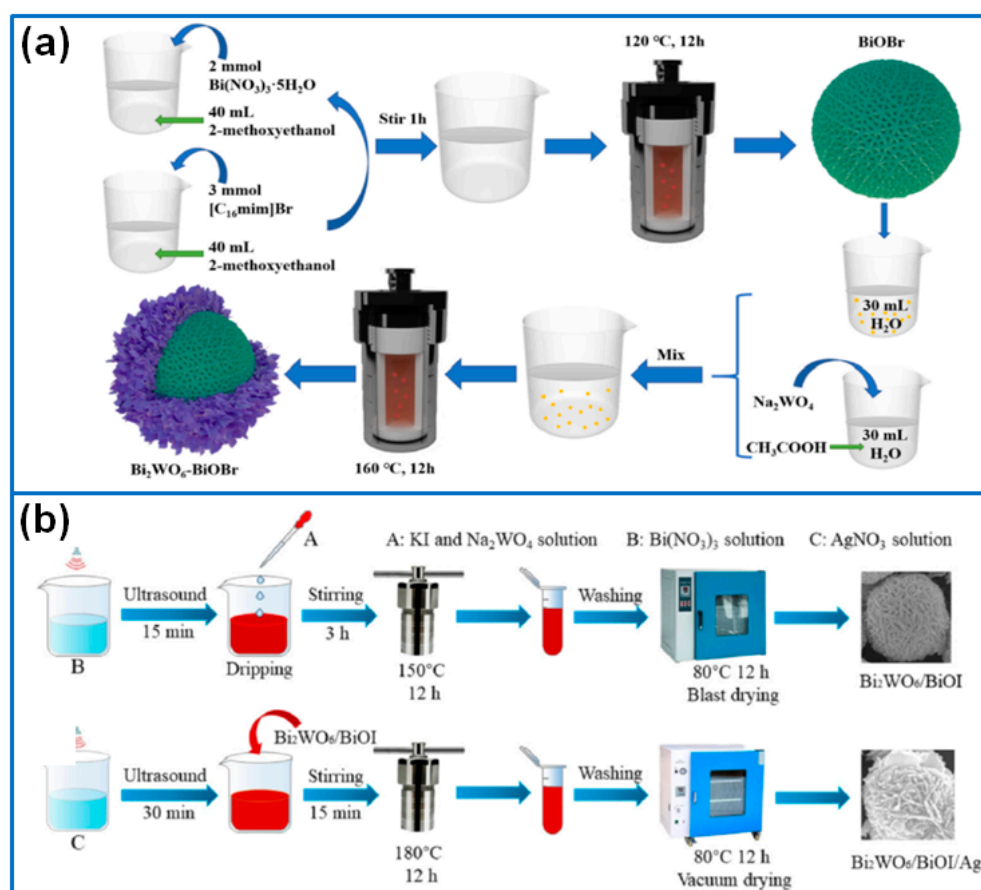 (a)
2 mmol
Bi(NO₃)₃·5H₂O
40 mL
2-methoxyethanol
3 mmol
[C₁₆mim]Br
40 mL
2-methoxyethanol
Stir 1h
120 °C, 12h
BiOBr
30 mL
H₂O
Na₂WO₄
CH₃COOH
30 mL
H₂O
Mix
160 °C, 12h
Bi₂WO₆-BiOBr
(b)
A
A: KI and Na₂WO₄ solution
B: Bi(NO₃)₃ solution
C: AgNO₃ solution
B
Ultrasound
15 min
Dripping
Stirring
3 h
150°C
12 h
Washing
80°C 12 h
Blast drying
Bi₂WO₆/BiOI
C
Ultrasound
30 min
Bi₂WO₆/BiOI
Stirring
15 min
180°C
12 h
Washing
80°C 12 h
Vacuum drying
Bi₂WO₆/BiOI/Ag